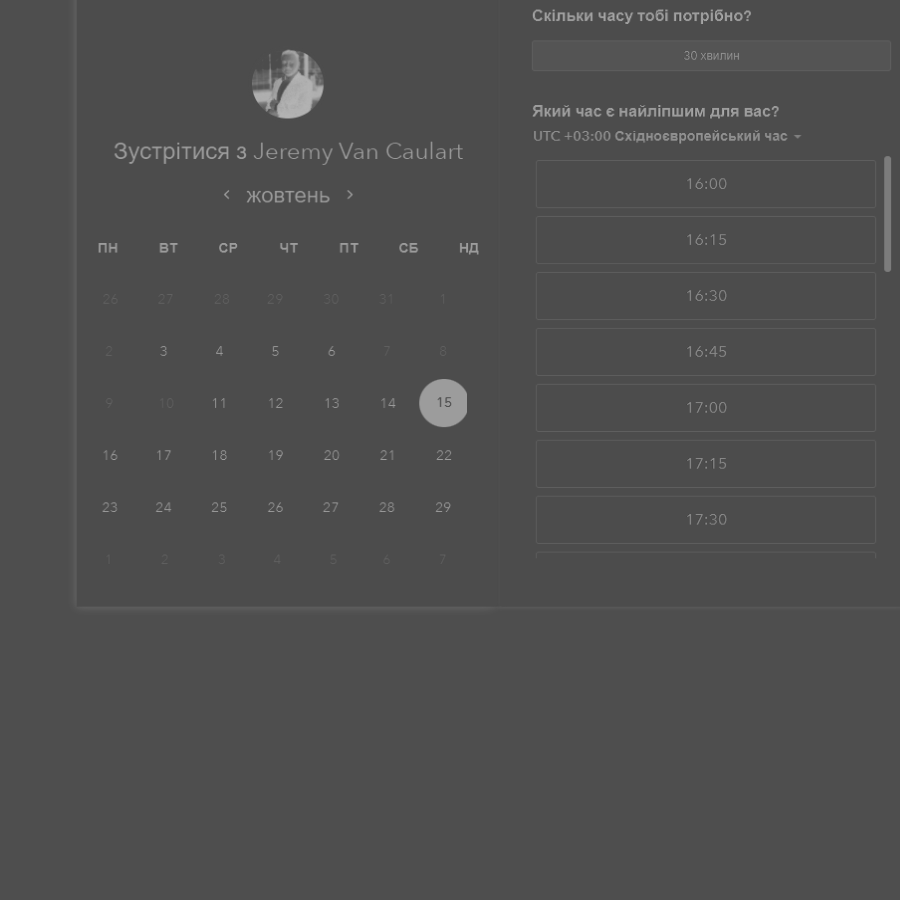 Зустрітися з Jeremy Van Caulart
жовтень
ПН ВТ СР ЧТ ПТ СБ НД
26 27 28 29 30 31 1
2 3 4 5 6 7 8
9 10 11 12 13 14 15
16 17 18 19 20 21 22
23 24 25 26 27 28 29
1 2 3 4 5 6 7
Скільки часу тобі потрібно?
30 хвилин
Який час є найліпшим для вас?
UTC +03:00 Східноєвропейський час
16:00
16:15
16:30
16:45
17:00
17:15
17:30